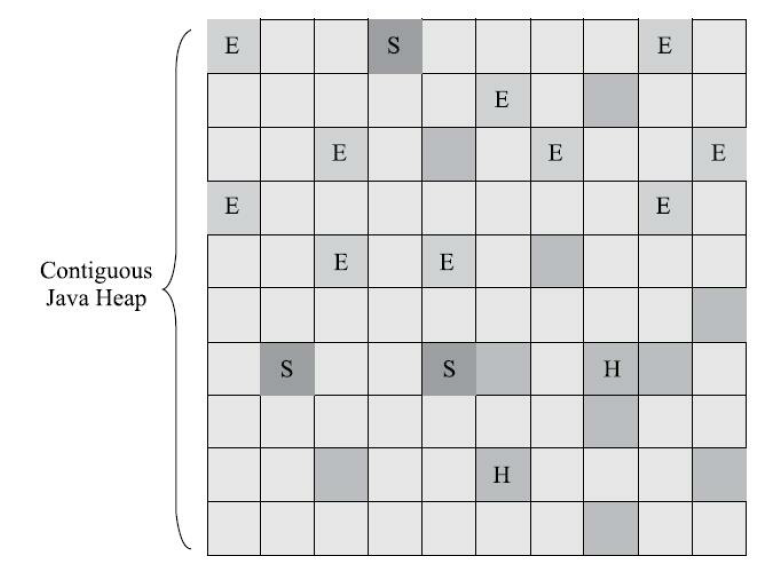 E S E
E
E E E
E E
E E
Contiguous
Java Heap
S S H
H